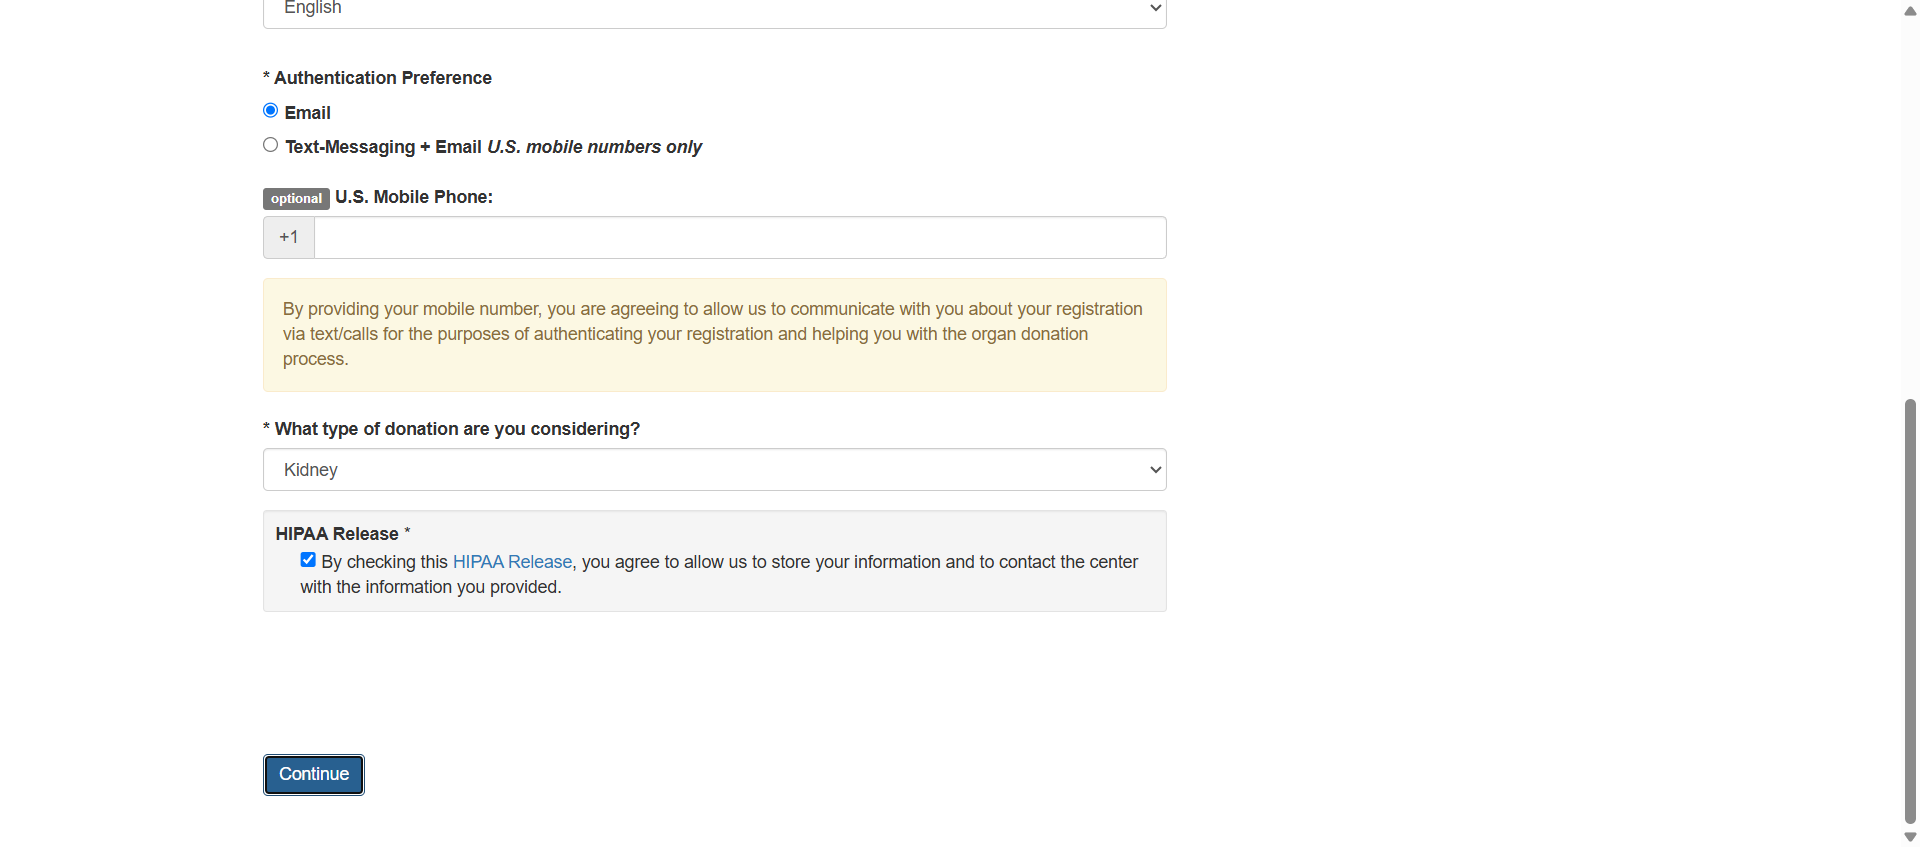 English
* Authentication Preference
Email
Text-Messaging + Email U.S. mobile numbers only
optional U.S. Mobile Phone:
+1
By providing your mobile number, you are agreeing to allow us to communicate with you about your registration
via text/calls for the purposes of authenticating your registration and helping you with the organ donation
process.
* What type of donation are you considering?
Kidney
HIPAA Release *
By checking this HIPAA Release, you agree to allow us to store your information and to contact the center
with the information you provided.
Continue